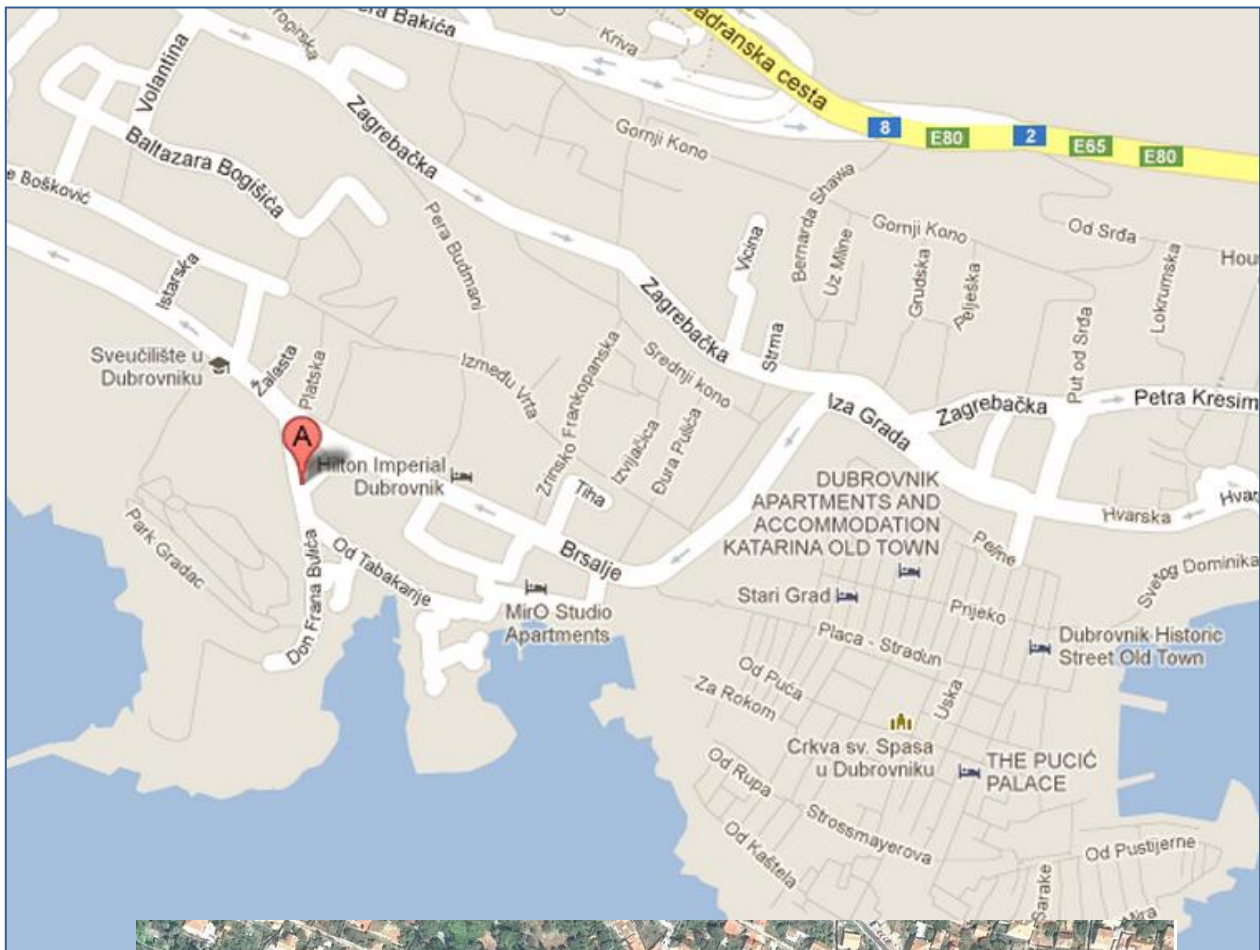 era Bakića
Trogirska
Kriva
Jadranska cesta
Volantina
Zagrebačka
8
E80
2
E65
E80
Gornji Kono
Baltazara Bogišića
e Bošković
Pera Budmani
Bernarda Shawa
Uz Mline
Gornji Kono
Od Srđa
Vicina
Grudska
Pelješka
Lokrumska
Hou
Istarska
Zagrebačka
Strma
Put od Srđa
Sveučilište u
Dubrovniku
Žalasta
Platska
Između Vrta
Zrinsko Frankopanska
Srednji kono
Iza Grada
Zagrebačka
Petra Kresim
A
Hilton Imperial
Dubrovnik
Izvijačica
Đura Pulića
Tiha
DUBROVNIK
APARTMENTS AND
ACCOMMODATION
KATARINA OLD TOWN
Hvarska
Hvar
Park Gradac
Don Frana Bulića
Od Tabakarije
Brsalje
Peline
Svetog Dominika
MirO Studio
Apartments
Stari Grad
Prijeko
Placa - Stradun
Dubrovnik Historic
Street Old Town
Od Puča
Za Rokom
Uska
Crkva sv. Spasa
u Dubrovniku
THE PUCIĆ
PALACE
Od Rupa
Strossmayerova
Od Kaštela
Od Pustijerne
Sarake
Mira